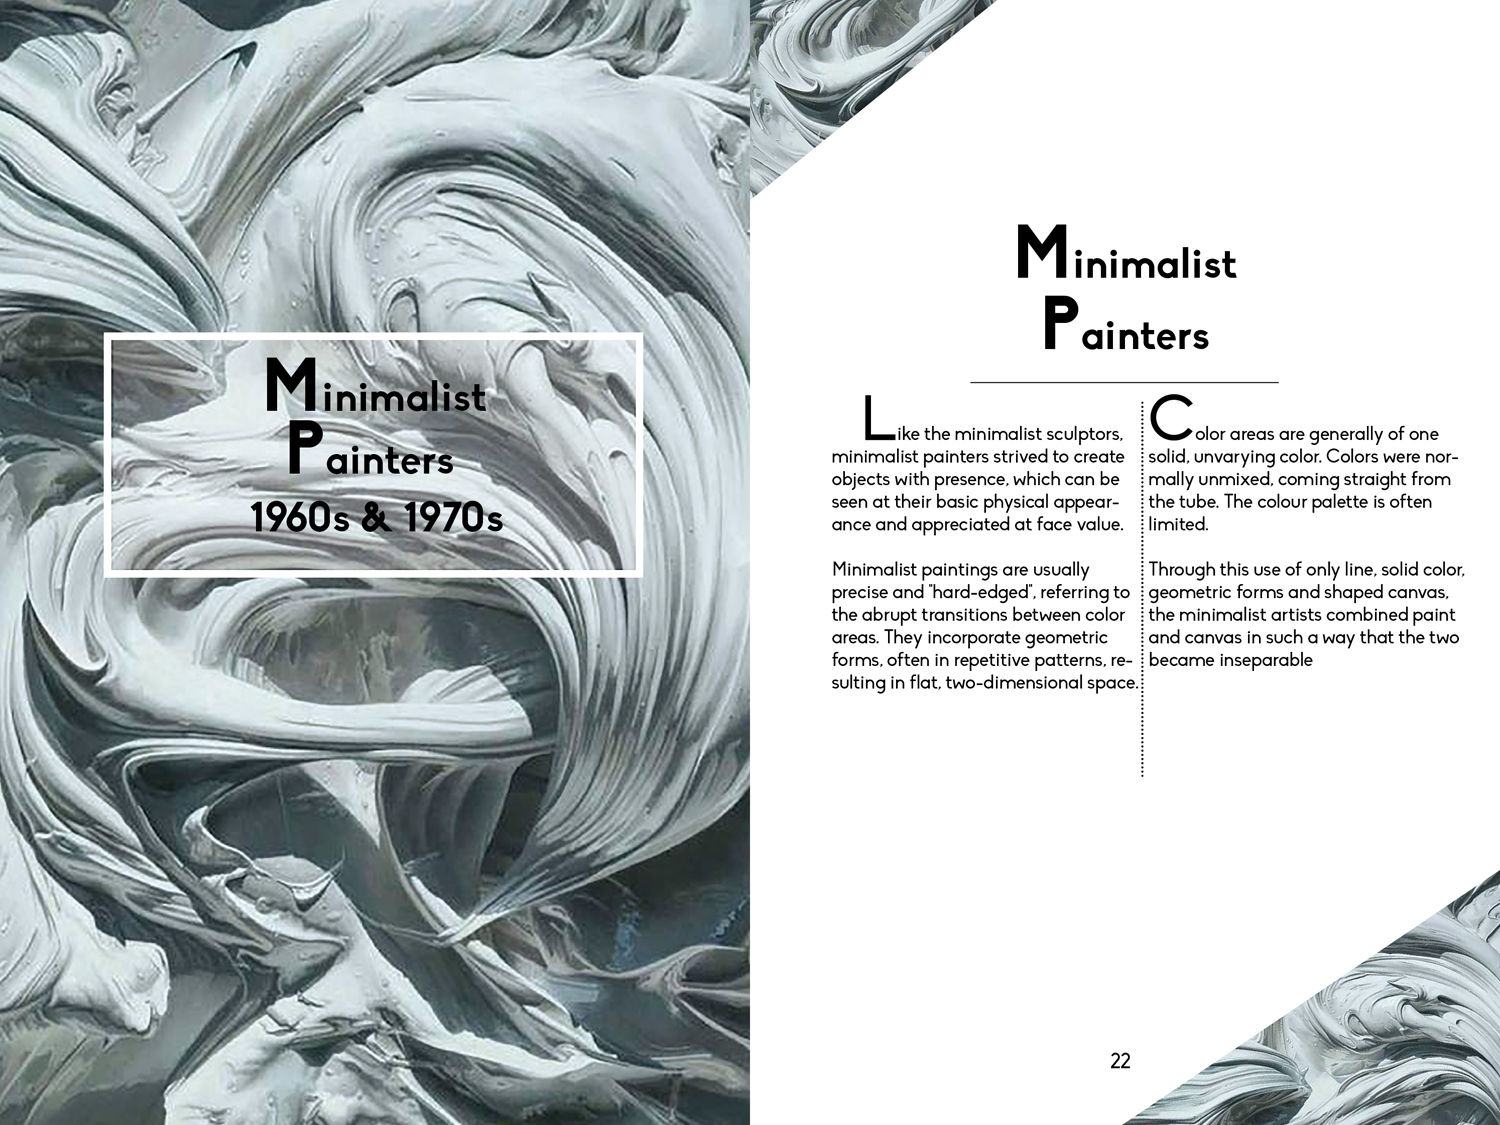 Minimalist
Painters
1960s & 1970s
Minimalist
Painters
Like the minimalist sculptors,
minimalist painters strived to create
objects with presence, which can be
seen at their basic physical appear-
ance and appreciated at face value.
Minimalist paintings are usually
precise and "hard-edged", referring to
the abrupt transitions between color
areas. They incorporate geometric
forms, often in repetitive patterns, re-
sulting in flat, two-dimensional space.
Color areas are generally of one
solid, unvarying color. Colors were nor-
mally unmixed, coming straight from
the tube. The colour palette is often
limited.
Through this use of only line, solid color,
geometric forms and shaped canvas,
the minimalist artists combined paint
and canvas in such a way that the two
became inseparable
22